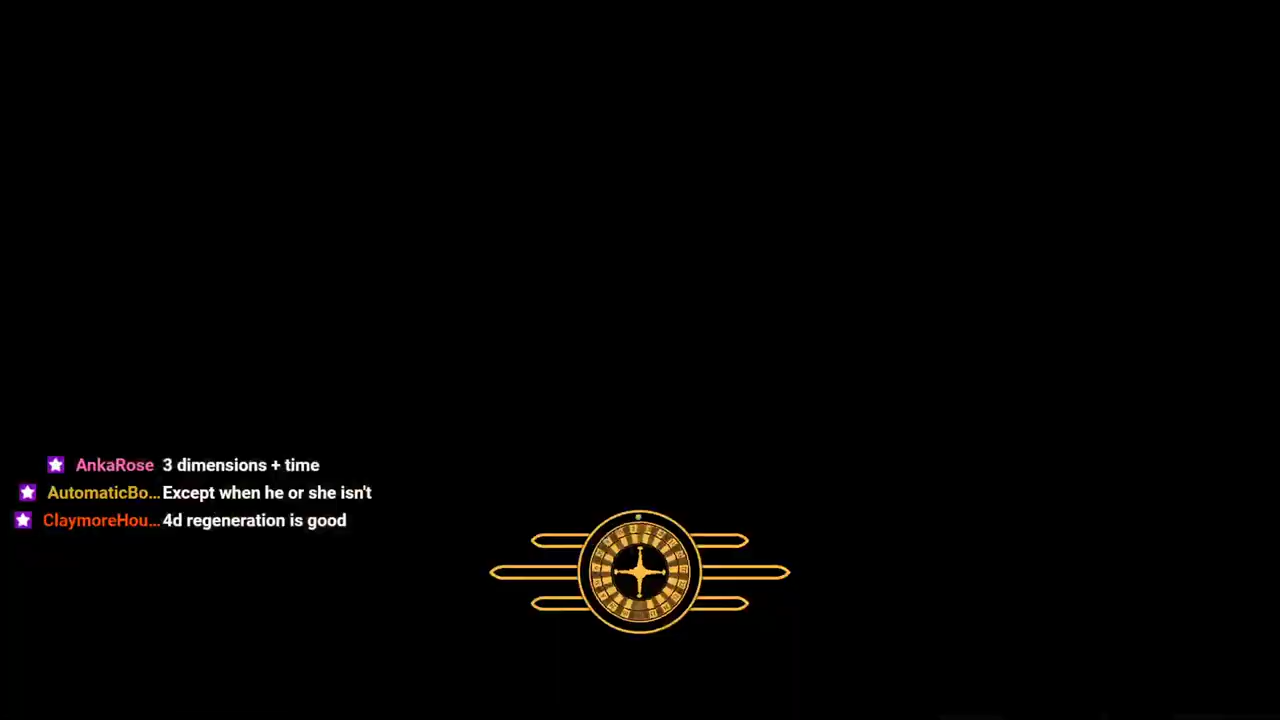 AnkaRose 3 dimensions + time
AutomaticBo... Except when he or she isn't
ClaymoreHou... 4d regeneration is good